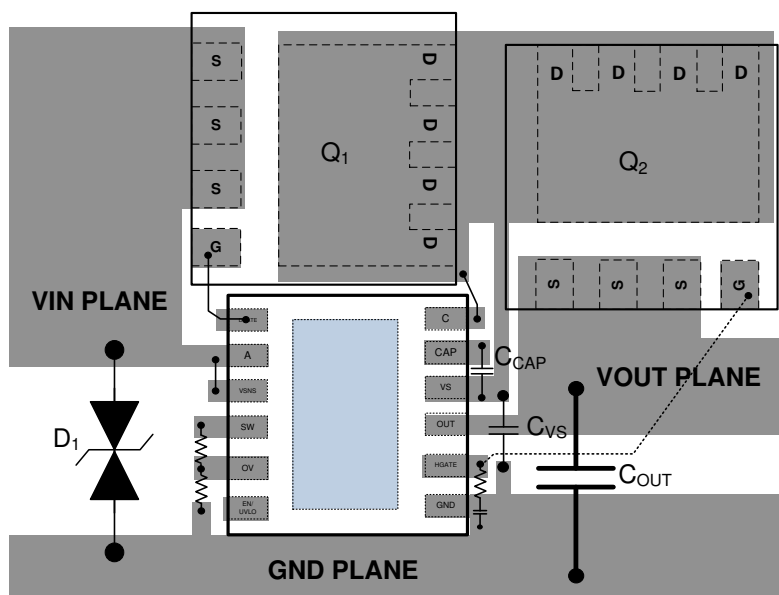 S
S
S
G
Q1
D
D
D
D
D
D
D
D
Q2
S
S
S
G
VIN PLANE
A
VSNS
SW
OV
EN/
UVLO
C
CAP
VS
OUT
HGATE
GND
CCAP
CVS
COUT
VOUT PLANE
D1
GND PLANE